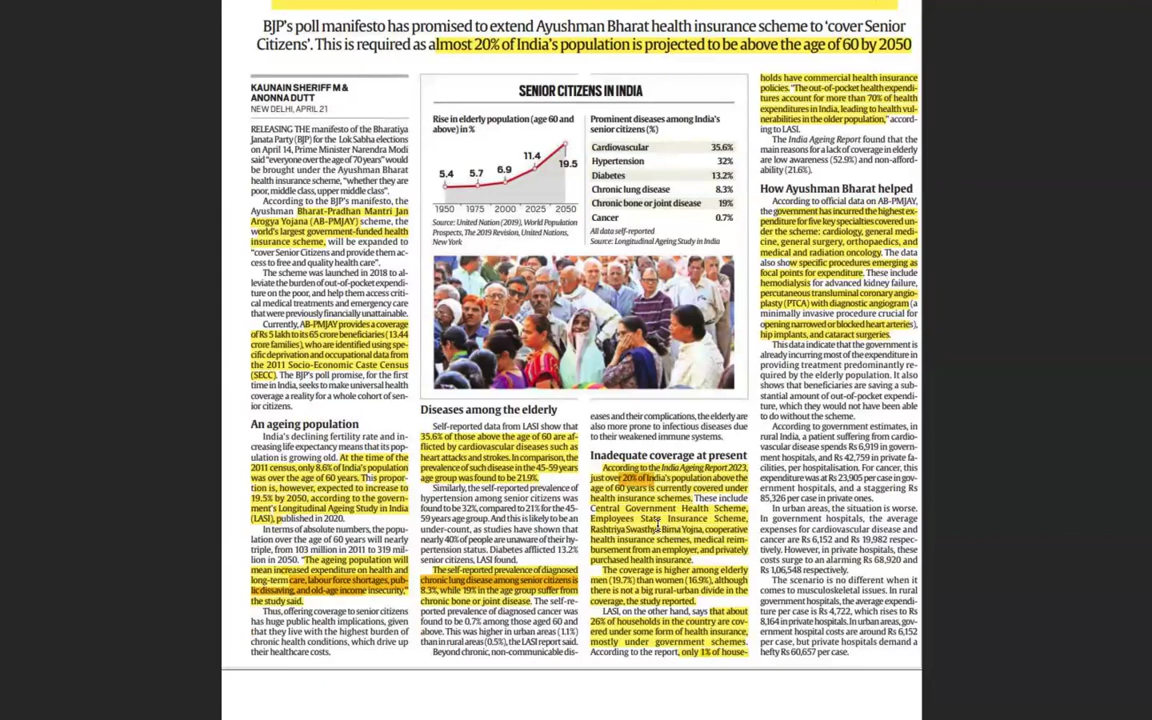 BJP's poll manifesto has promised to extend Ayushman Bharat health insurance scheme to 'cover Senior
Citizens'. This is required as almost 20% of India's population is projected to be above the age of 60 by 2050
KAUNAIN SHERIFF M &
ANONNA DUTT
NEW DELHI, APRIL 21
RELEASING THE manifesto of the Bharatiya
Janata Party (BJP) for the Lok Sabha elections
on April 14, Prime Minister Narendra Modi
said "everyone over the age of 70 years" would
be brought under the Ayushman Bharat
health insurance scheme, "whether they are
poor, middle class, upper middle class".
According to the BJP's manifesto, the
Ayushman Bharat-Pradhan Mantri Jan
Arogya Yojana (AB-PMJAY) scheme, the
world's largest government-funded health
insurance scheme, will be expanded to
"cover Senior Citizens and provide them ac-
cess to free and quality health care".
The scheme was launched in 2018 to al-
leviate the burden of out-of-pocket expendi-
ture on the poor, and help them access criti-
cal medical treatments and emergency care
that were previously financially unattainable.
Currently, AB-PMJAY provides a coverage
of Rs 5 lakh to its 65 crore beneficiaries (13.44
crore families), who are identified using spe-
cific deprivation and occupational data from
the 2011 Socio-Economic Caste Census
(SECC). The BJP's poll promise, for the first
time in India, seeks to make universal health
coverage a reality for a whole cohort of sen-
ior citizens.
An ageing population
India's declining fertility rate and in-
creasing life expectancy means that its pop-
ulation is growing old. At the time of the
2011 census, only 8.6% of India's population
was over the age of 60 years. This propor-
tion is, however, expected to increase to
19.5% by 2050, according to the govern-
ment's Longitudinal Ageing Study in India
(LASI), published in 2020.
In terms of absolute numbers, the popu-
lation over the age of 60 years will nearly
triple, from 103 million in 2011 to 319 mil-
lion in 2050. "The ageing population will
mean increased expenditure on health and
long-term care, labour force shortages, pub-
lic dissaving, and old-age income insecurity,"
the study said.
Thus, offering coverage to senior citizens
has huge public health implications, given
that they live with the highest burden of
chronic health conditions, which drive up
their healthcare costs.
SENIOR CITIZENS IN INDIA
Rise in elderly population (age 60 and
above) in %
5.4 5.7 6.9 11.4 19.5
1950 1975 2000 2025 2050
Source: United Nation (2019). World Population
Prospects, The 2019 Revision, United Nations,
New York
Prominent diseases among India's
senior citizens (%)
Cardiovascular 35.6%
Hypertension 32%
Diabetes 13.2%
Chronic lung disease 8.3%
Chronic bone or joint disease 19%
Cancer 0.7%
All data self-reported
Source: Longitudinal Ageing Study in India
Diseases among the elderly
Self-reported data from LASI show that
35.6% of those above the age of 60 are af-
flicted by cardiovascular diseases such as
heart attacks and strokes. In comparison, the
prevalence of such disease in the 45-59 years
age group was found to be 21.9%.
Similarly, the self-reported prevalence of
hypertension among senior citizens was
found to be 32%, compared to 21% for the 45-
59 years age group. And this is likely to be an
under-count, as studies have shown that
nearly 40% of people are unaware of their hy-
pertension status. Diabetes afflicted 13.2%
senior citizens, LASI found.
The self-reported prevalence of diagnosed
chronic lung disease among senior citizens is
8.3%, while 19% in the age group suffer from
chronic bone or joint disease. The self-re-
ported prevalence of diagnosed cancer was
found to be 0.7% among those aged 60 and
above. This was higher in urban areas (1.1%)
than in rural areas (0.5%), the LASI report said.
Beyond chronic, non-communicable dis-
eases and their complications, the elderly are
also more prone to infectious diseases due
to their weakened immune systems.
Inadequate coverage at present
According to the India Ageing Report 2023,
just over 20% of India's population above the
age of 60 years is currently covered under
health insurance schemes. These include
Central Government Health Scheme,
Employees State Insurance Scheme,
Rashtriya Swasthya Bima Yojna, cooperative
health insurance schemes, medical reim-
bursement from an employer, and privately
purchased health insurance.
The coverage is higher among elderly
men (19.7%) than women (16.9%), although
there is not a big rural-urban divide in the
coverage, the study reported.
LASI, on the other hand, says that about
26% of households in the country are cov-
ered under some form of health insurance,
mostly under government schemes.
According to the report, only 1% of house-
holds have commercial health insurance
policies. "The out-of-pocket health expendi-
tures account for more than 70% of health
expenditures in India, leading to health vul-
nerabilities in the older population," accord-
ing to LASI.
The India Ageing Report found that the
main reasons for a lack of coverage in elderly
are low awareness (52.9%) and non-afford-
ability (21.6%).
How Ayushman Bharat helped
According to official data on AB-PMJAY,
the government has incurred the highest ex-
penditure for five key specialties covered un-
der the scheme: cardiology, general medi-
cine, general surgery, orthopaedics, and
medical and radiation oncology. The data
also show specific procedures emerging as
focal points for expenditure. These include
hemodialysis for advanced kidney failure,
percutaneous transluminal coronary angio-
plasty (PTCA) with diagnostic angiogram (a
minimally invasive procedure crucial for
opening narrowed or blocked heart arteries),
hip implants, and cataract surgeries.
This data indicate that the government is
already incurring most of the expenditure in
providing treatment predominantly re-
quired by the elderly population. It also
shows that beneficiaries are saving a sub-
stantial amount of out-of-pocket expendi-
ture, which they would not have been able
to do without the scheme.
According to government estimates, in
rural India, a patient suffering from cardio-
vascular disease spends Rs 6,919 per case in gov-
ernment hospitals, and Rs 42,759 in private fa-
cilities, per hospitalisation. For cancer, this
expenditure was at Rs 23,905 per case in gov-
ernment hospitals, and a staggering Rs
85,326 per case in private ones.
In urban areas, the situation is worse.
In government hospitals, the average
expenses for cardiovascular disease and
cancer are Rs 6,152 and Rs 19,982 respec-
tively. However, in private hospitals, these
costs surge to an alarming Rs 68,920 and
Rs 1,06,548 respectively.
The scenario is no different when it
comes to musculoskeletal issues. In rural
government hospitals, the average expendi-
ture per case is Rs 4,722, which rises to Rs
8,164 in private hospitals. In urban areas, gov-
ernment hospital costs are around Rs 6,152
per case, but private hospitals demand a
hefty Rs 60,657 per case.